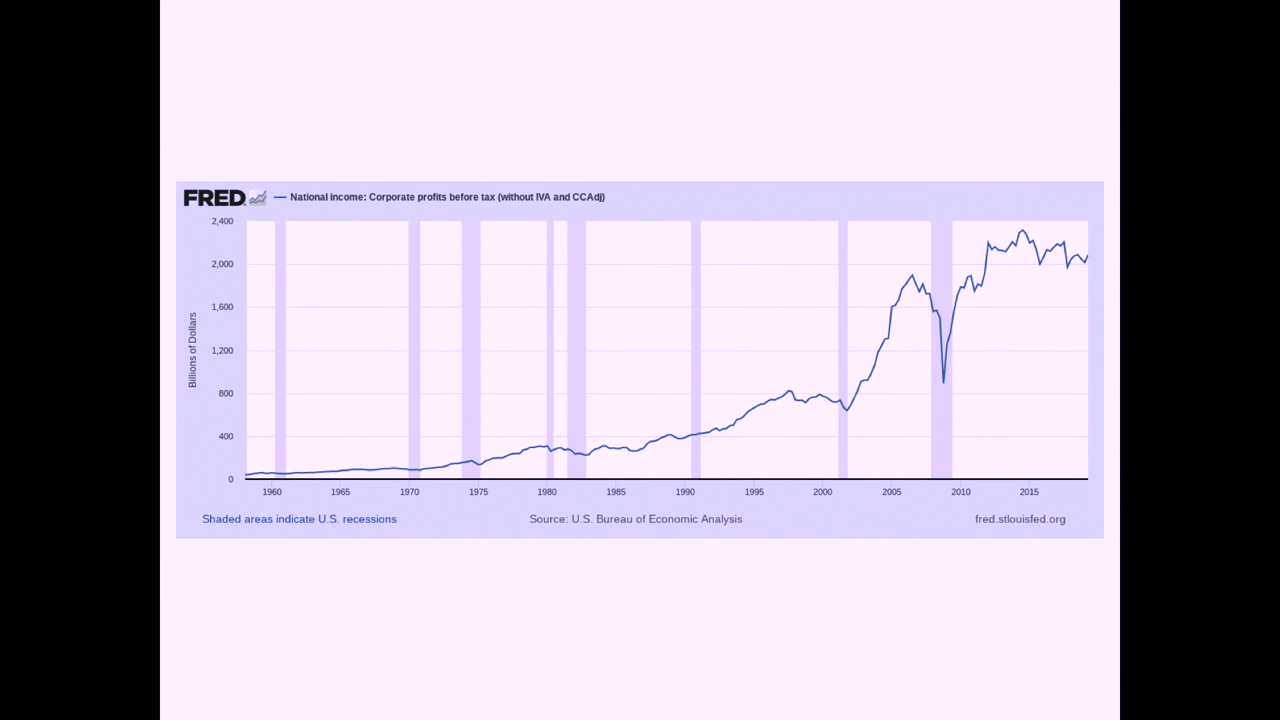 FRED National income: Corporate profits before tax (without IVA and CCAdj)
2,400
2,000
1,600
1,200
800
400
0
Billions of Dollars
1960 1965 1970 1975 1980 1985 1990 1995 2000 2005 2010 2015
Shaded areas indicate U.S. recessions Source: U.S. Bureau of Economic Analysis fred.stlouisfed.org